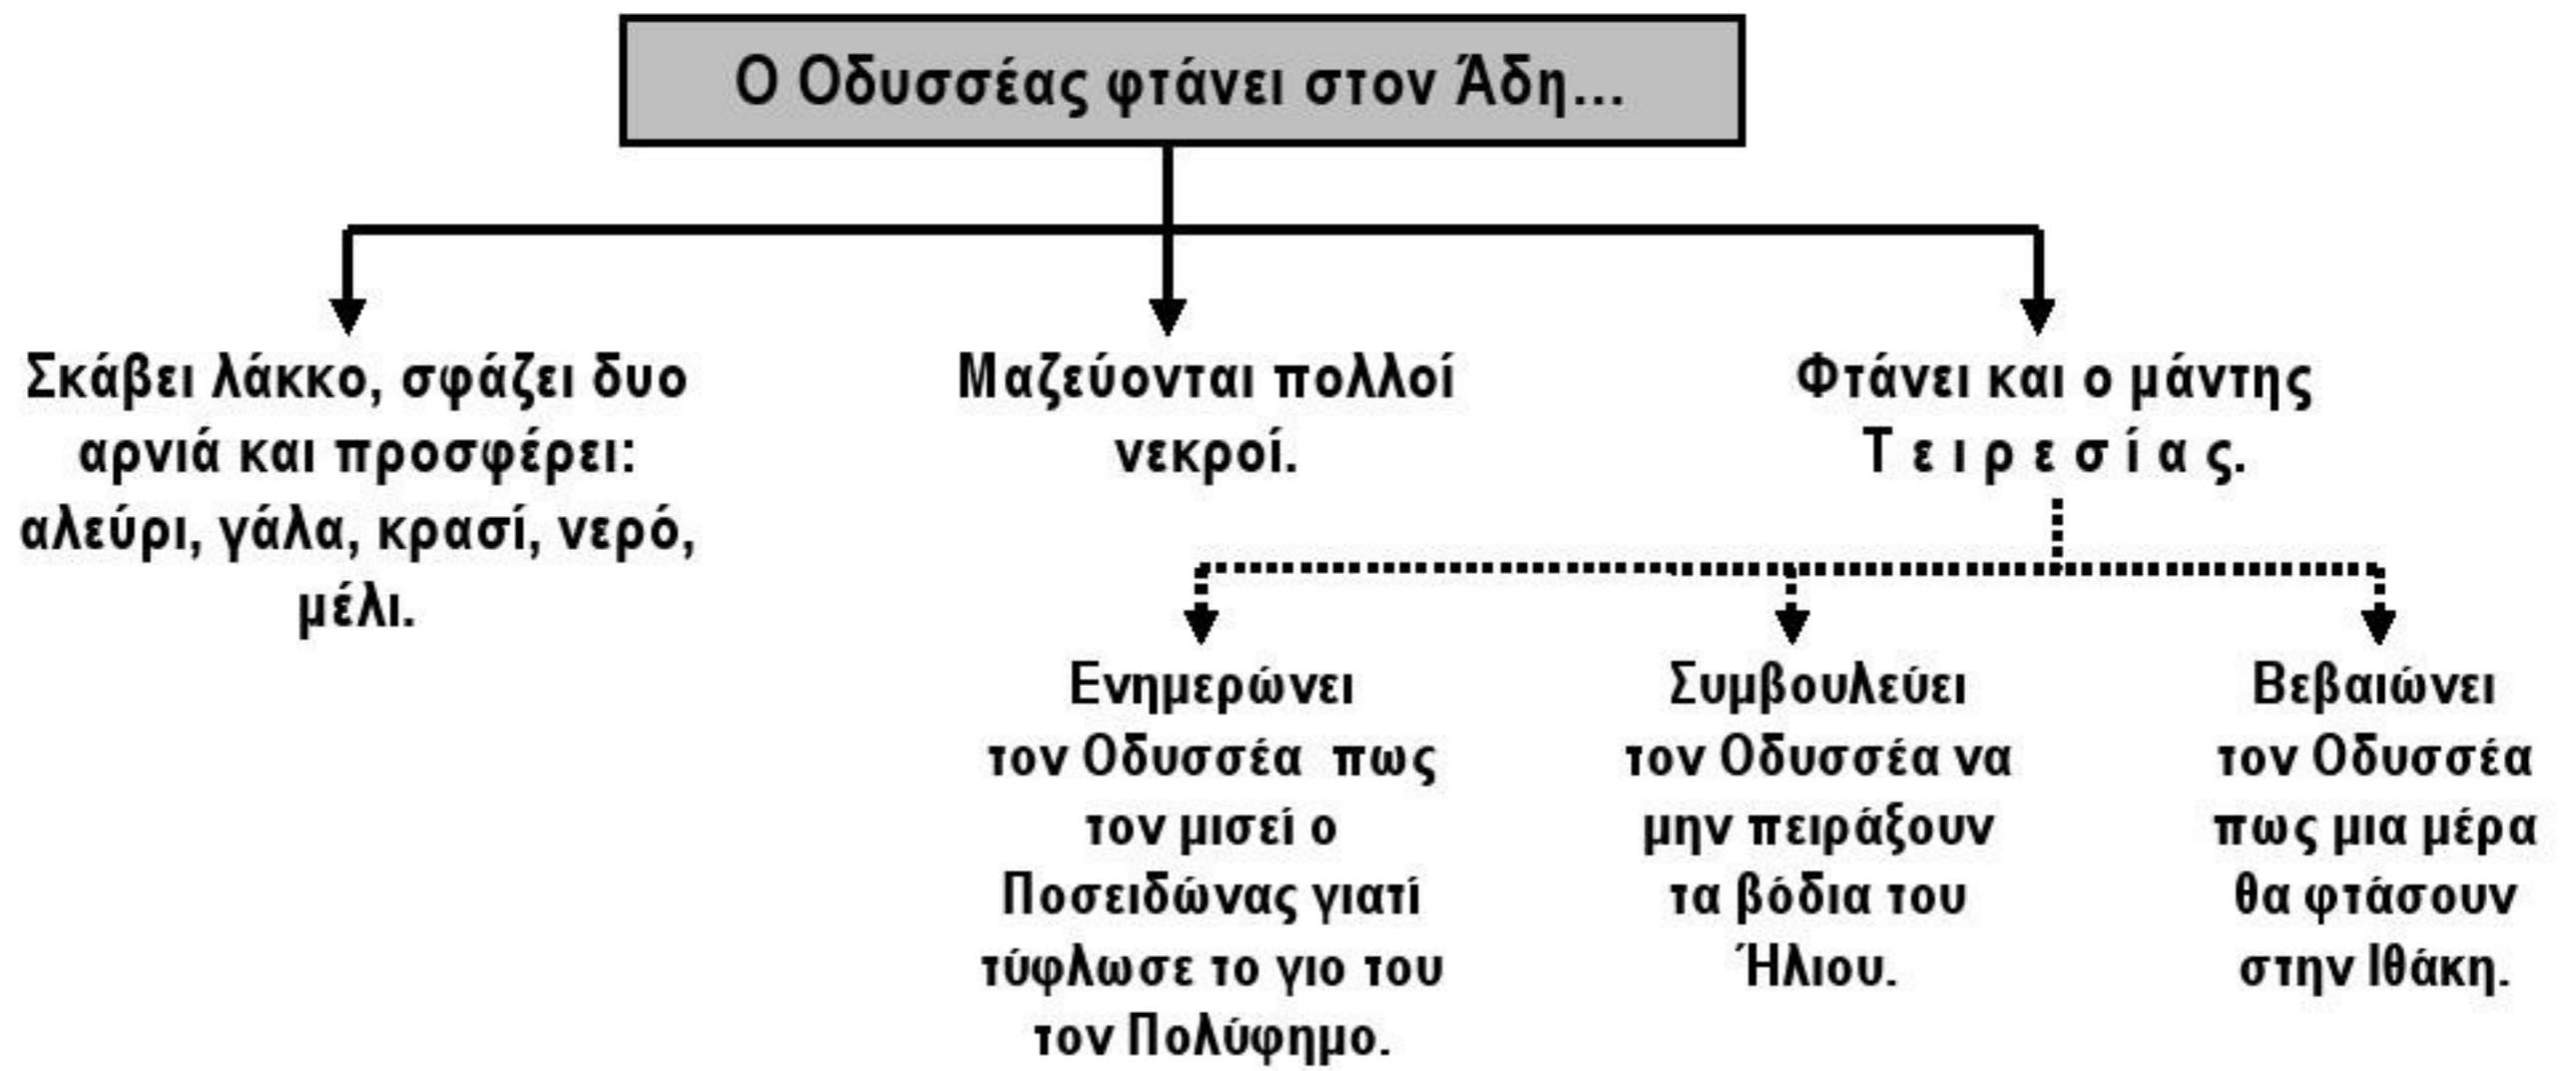 Ο Οδυσσέας φτάνει στον Άδη...
Σκάβει λάκκο, σφάζει δυο
αρνιά και προσφέρει:
αλεύρι, γάλα, κρασί, νερό,
μέλι.
Μαζεύονται πολλοί
νεκροί.
Φτάνει και ο μάντης
Τ ε ι ρ ε σ ί α ς.
Ενημερώνει
τον Οδυσσέα πως
τον μισεί ο
Ποσειδώνας γιατί
τύφλωσε το γιο του
τον Πολύφημο.
Συμβουλεύει
τον Οδυσσέα να
μην πειράξουν
τα βόδια του
Ήλιου.
Βεβαιώνει
τον Οδυσσέα
πως μια μέρα
θα φτάσουν
στην Ιθάκη.